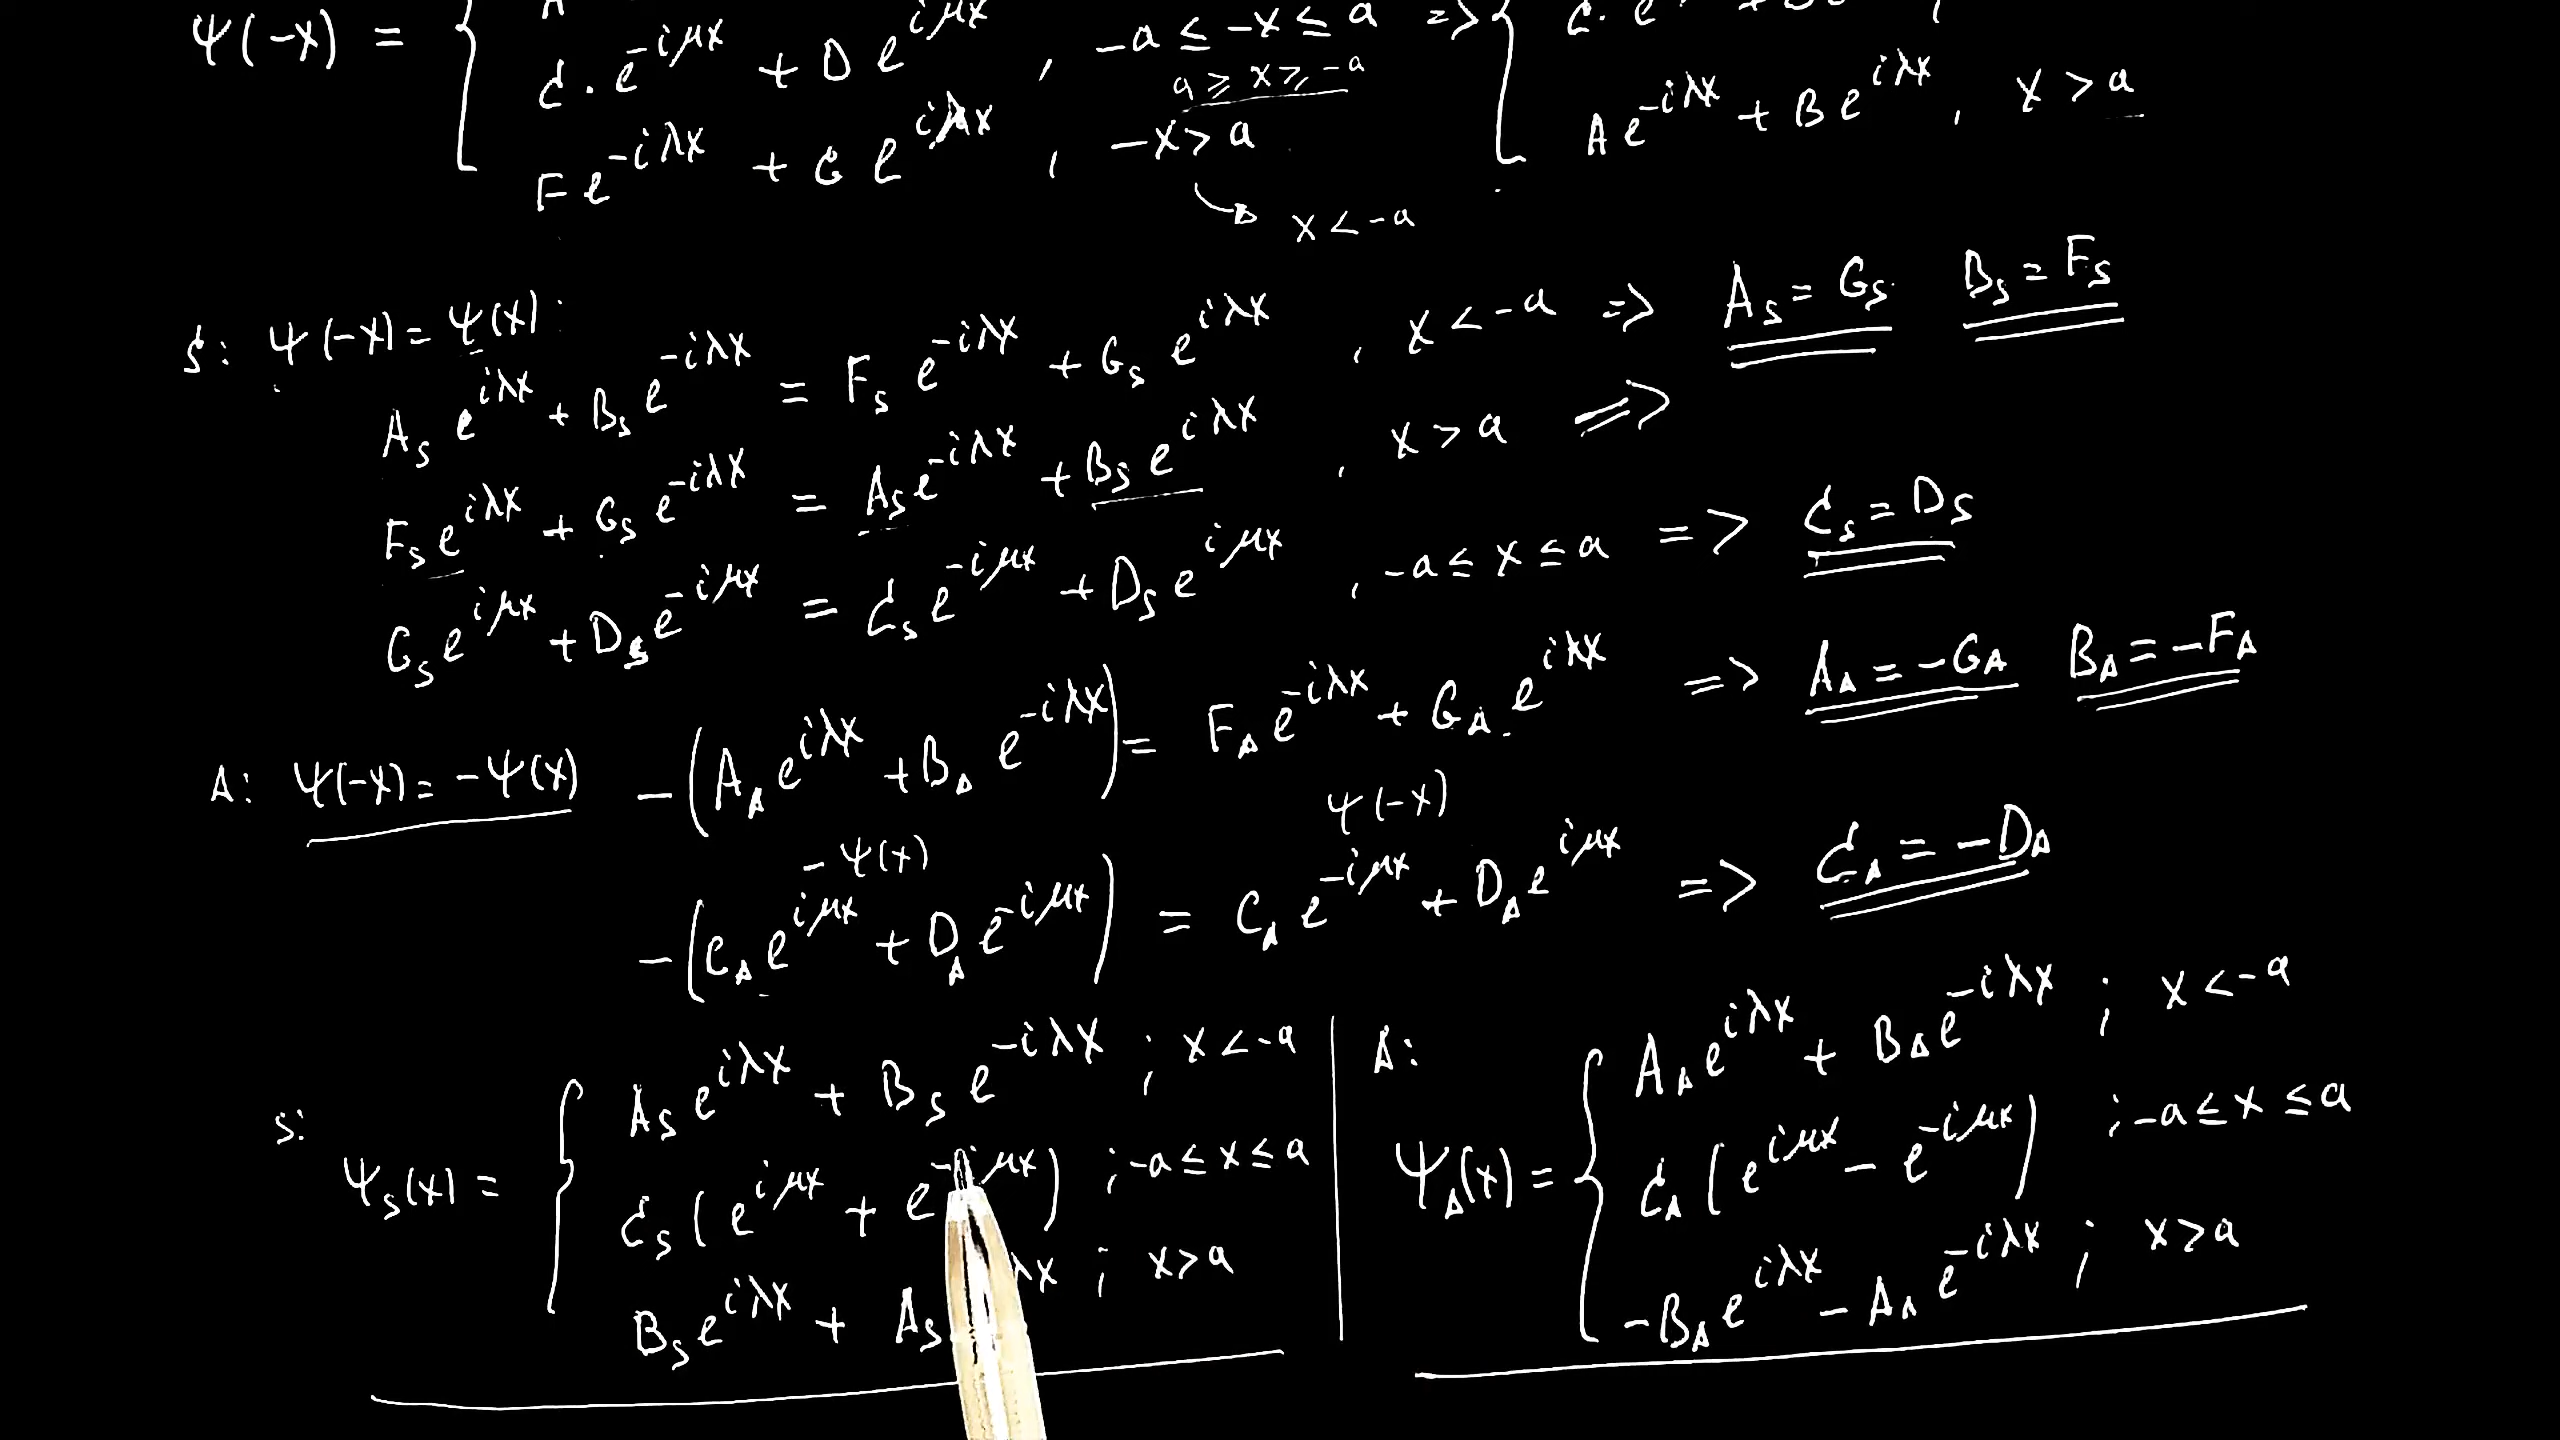 ψ(-x) = { C · e^{-iμx} + D e^{iμx} , -a ≤ -x ≤ a => {
a ≥ x ≥ -a
F e^{-iλx} + G e^{iλx} , -x > a
A e^{-iλx} + B e^{iλx} , x > a
x < -a
S: ψ(-x) = ψ(x):
A_S e^{iλx} + B_S e^{-iλx} = F_S e^{-iλx} + G_S e^{iλx} , x < -a => A_S = G_S B_S = F_S
F_S e^{iλx} + G_S e^{-iλx} = A_S e^{-iλx} + B_S e^{iλx} , x > a =>
C_S e^{iμx} + D_S e^{-iμx} = C_S e^{-iμx} + D_S e^{iμx} , -a ≤ x ≤ a => C_S = D_S
A: ψ(-x) = -ψ(x) -(A_A e^{iλx} + B_A e^{-iλx}) = F_A e^{-iλx} + G_A e^{iλx} => A_A = -G_A B_A = -F_A
-ψ(x) ψ(-x)
-(C_A e^{iμx} + D_A e^{-iμx}) = C_A e^{-iμx} + D_A e^{iμx} => C_A = -D_A
S:
ψ_S(x) = { A_S e^{iλx} + B_S e^{-iλx} ; x < -a
C_S (e^{iμx} + e^{-iμx}) ; -a ≤ x ≤ a
B_S e^{iλx} + A_S λx ; x > a
A:
ψ_A(x) = { A_A e^{iλx} + B_A e^{-iλx} ; x < -a
C_A (e^{iμx} - e^{-iμx}) ; -a ≤ x ≤ a
-B_A e^{iλx} - A_A e^{-iλx} ; x > a